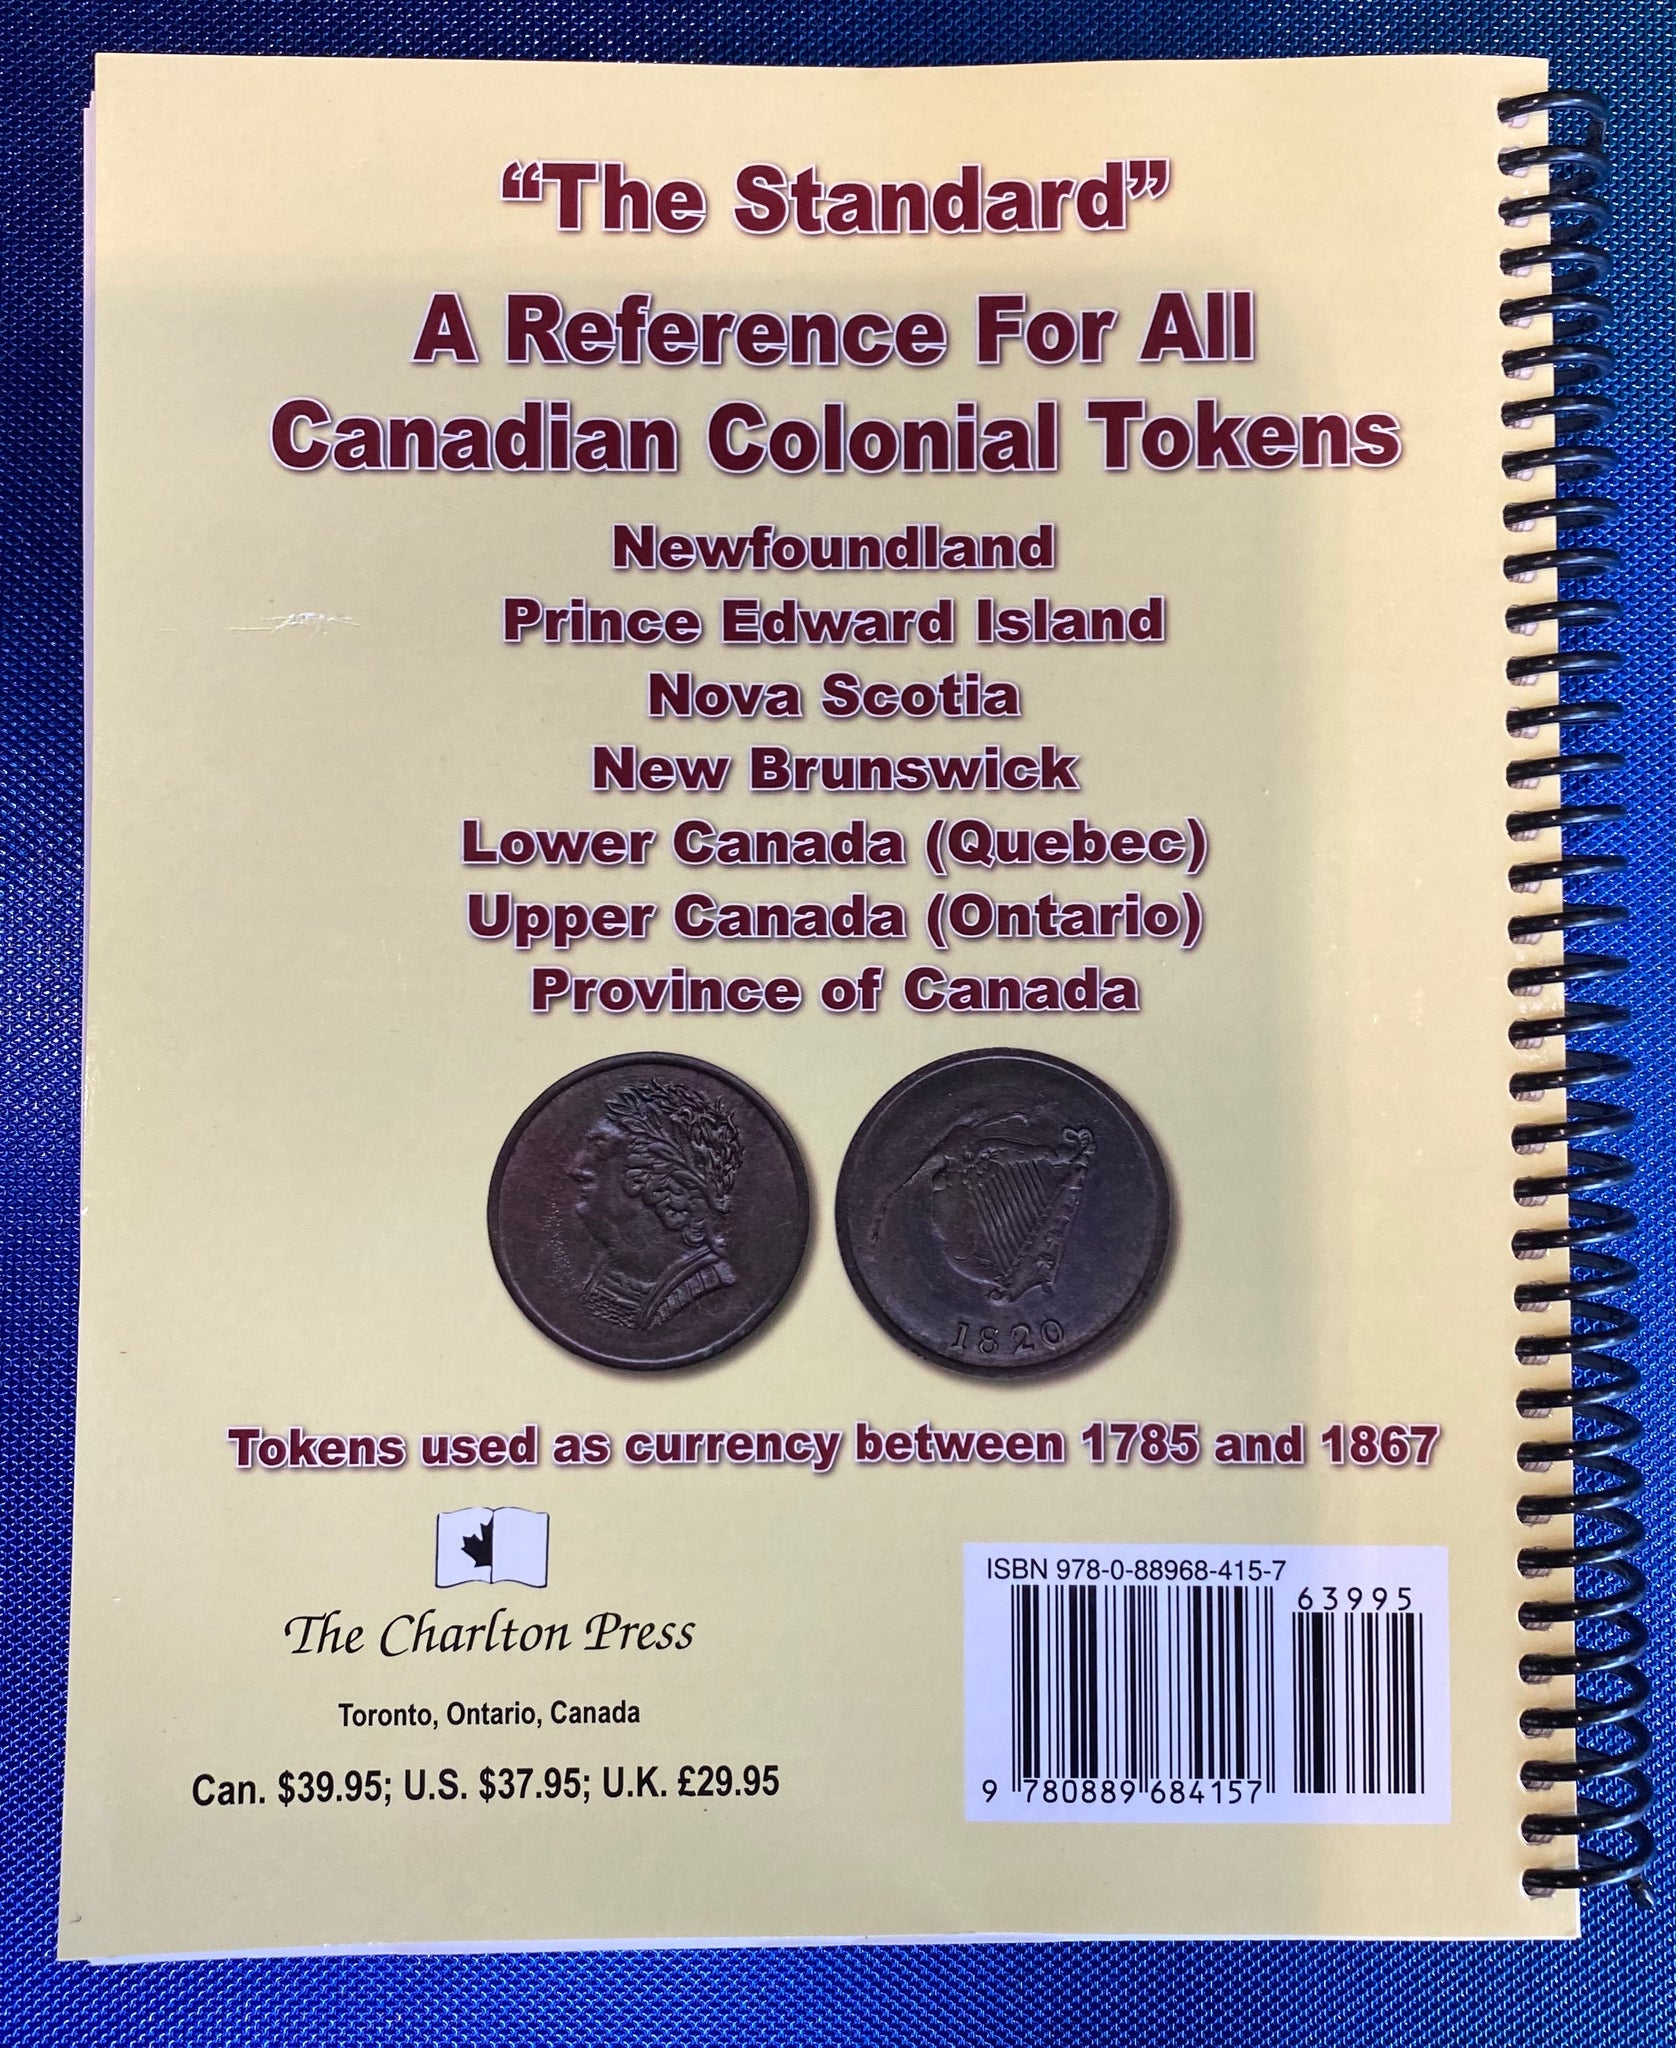 “The Standard”
A Reference For All
Canadian Colonial Tokens
Newfoundland
Prince Edward Island
Nova Scotia
New Brunswick
Lower Canada (Quebec)
Upper Canada (Ontario)
Province of Canada
1820
Tokens used as currency between 1785 and 1867
The Charlton Press
Toronto, Ontario, Canada
Can. $39.95; U.S. $37.95; U.K. £29.95
ISBN 978-0-88968-415-7
63995
9 780889 684157